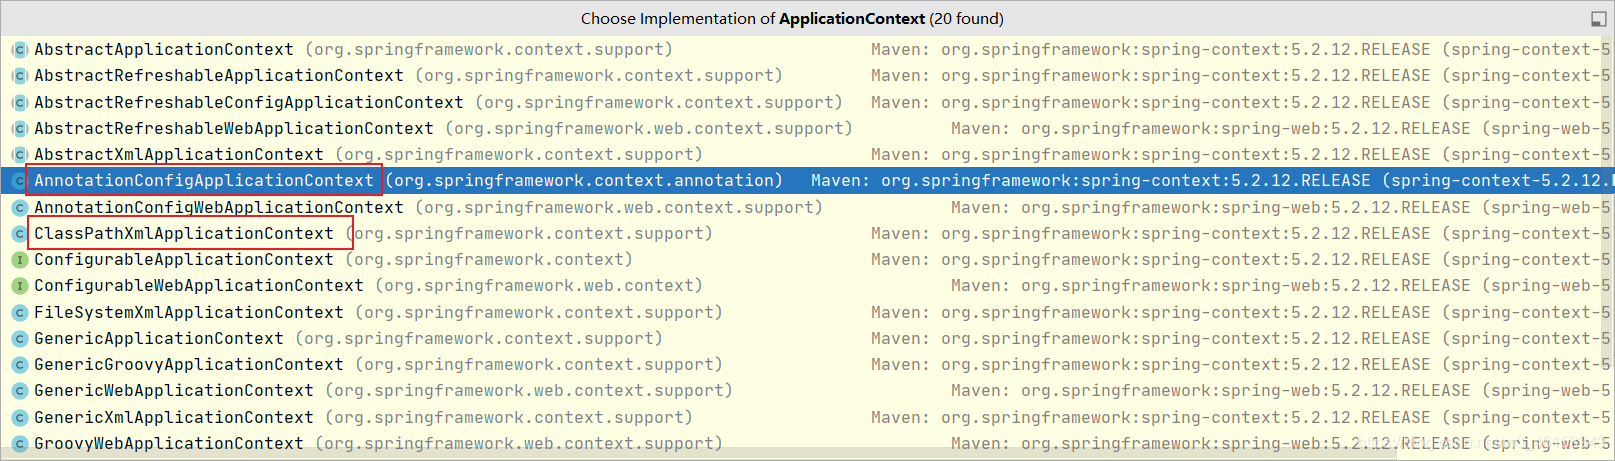 Choose Implementation of ApplicationContext (20 found)
AbstractApplicationContext (org.springframework.context.support) Maven: org.springframework:spring-context:5.2.12.RELEASE (spring-context-5
AbstractRefreshableApplicationContext (org.springframework.context.support) Maven: org.springframework:spring-context:5.2.12.RELEASE (spring-context-5
AbstractRefreshableConfigApplicationContext (org.springframework.context.support) Maven: org.springframework:spring-context:5.2.12.RELEASE (spring-context-5
AbstractRefreshableWebApplicationContext (org.springframework.web.context.support) Maven: org.springframework:spring-web:5.2.12.RELEASE (spring-web-5
AbstractXmlApplicationContext (org.springframework.context.support) Maven: org.springframework:spring-context:5.2.12.RELEASE (spring-context-5
AnnotationConfigApplicationContext (org.springframework.context.annotation) Maven: org.springframework:spring-context:5.2.12.RELEASE (spring-context-5.2.12.
AnnotationConfigWebApplicationContext (org.springframework.web.context.support) Maven: org.springframework:spring-web:5.2.12.RELEASE (spring-web-5
ClassPathXmlApplicationContext (org.springframework.context.support) Maven: org.springframework:spring-context:5.2.12.RELEASE (spring-context-5
ConfigurableApplicationContext (org.springframework.context) Maven: org.springframework:spring-context:5.2.12.RELEASE (spring-context-5
ConfigurableWebApplicationContext (org.springframework.web.context) Maven: org.springframework:spring-web:5.2.12.RELEASE (spring-web-5
FileSystemXmlApplicationContext (org.springframework.context.support) Maven: org.springframework:spring-context:5.2.12.RELEASE (spring-context-5
GenericApplicationContext (org.springframework.context.support) Maven: org.springframework:spring-context:5.2.12.RELEASE (spring-context-5
GenericGroovyApplicationContext (org.springframework.context.support) Maven: org.springframework:spring-context:5.2.12.RELEASE (spring-context-5
GenericWebApplicationContext (org.springframework.web.context.support) Maven: org.springframework:spring-web:5.2.12.RELEASE (spring-web-5
GenericXmlApplicationContext (org.springframework.context.support) Maven: org.springframework:spring-context:5.2.12.RELEASE (spring-context-5
GroovyWebApplicationContext (org.springframework.web.context.support) Maven: org.springframework:spring-web:5.2.12.RELEASE (spring-web-5